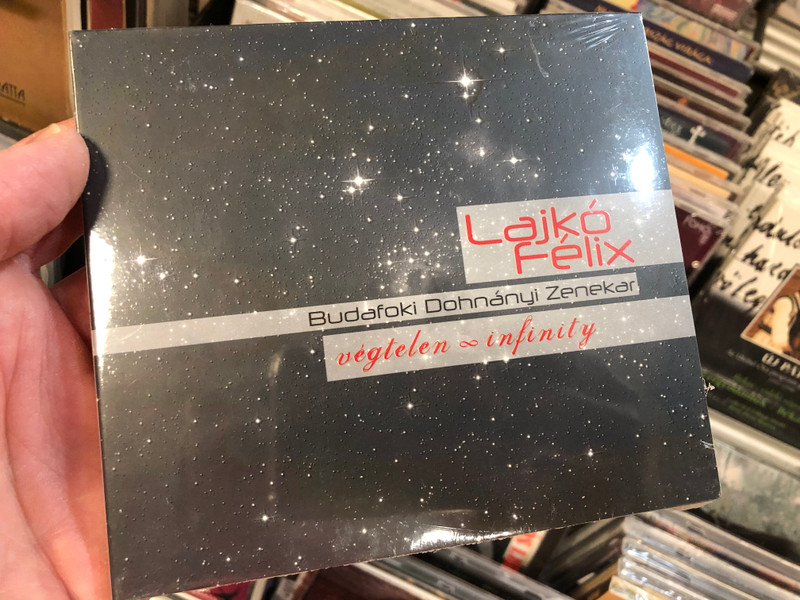 Lajkó
Félix
Budafoki Dohnányi Zenekar
végtelen ∞ infinity